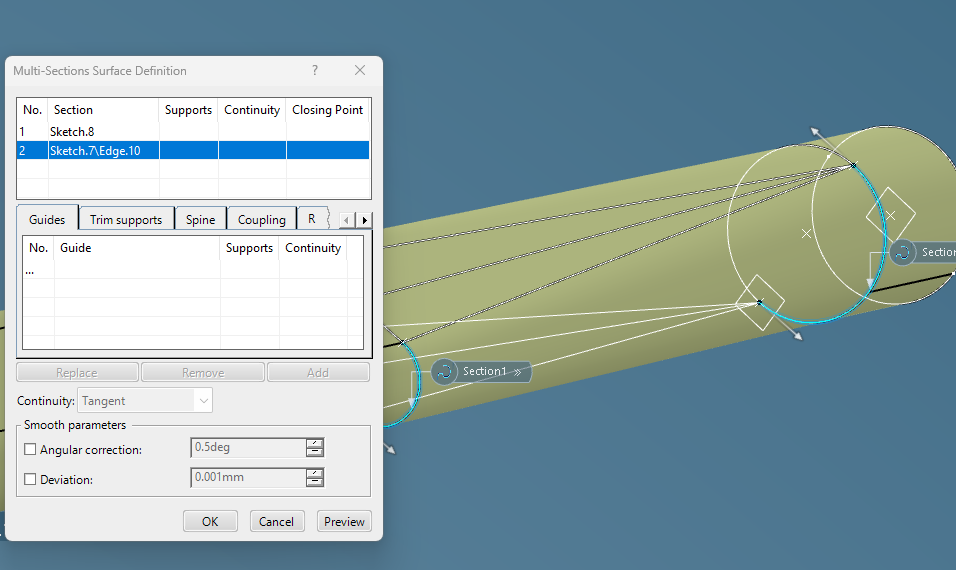 Multi-Sections Surface Definition ?
No. Section Supports Continuity Closing Point
1 Sketch.8
2 Sketch.7\Edge.10
Guides Trim supports Spine Coupling R
No. Guide Supports Continuity
...
Replace Remove Add
Continuity: Tangent
Smooth parameters
Angular correction: 0.5deg
Deviation: 0.001mm
OK Cancel Preview
Section1 »
Section